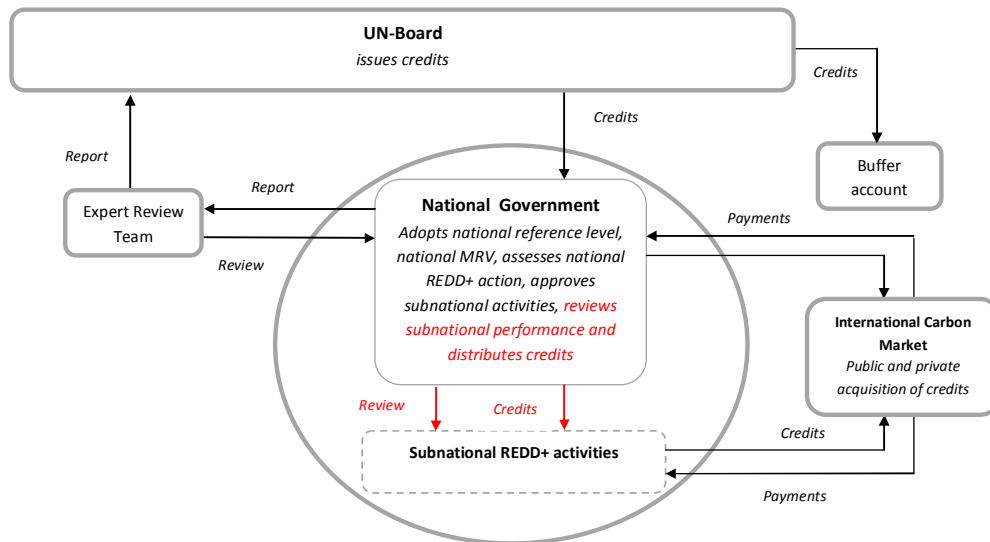 UN-Board
issues credits
Credits
Credits
Report
Buffer
account
Expert Review
Team
Report
Review
National Government
Adopts national reference level,
national MRV, assesses national
REDD+ action, approves
subnational activities, reviews
subnational performance and
distributes credits
Payments
International Carbon
Market
Public and private
acquisition of credits
Review
Credits
Subnational REDD+ activities
Credits
Payments